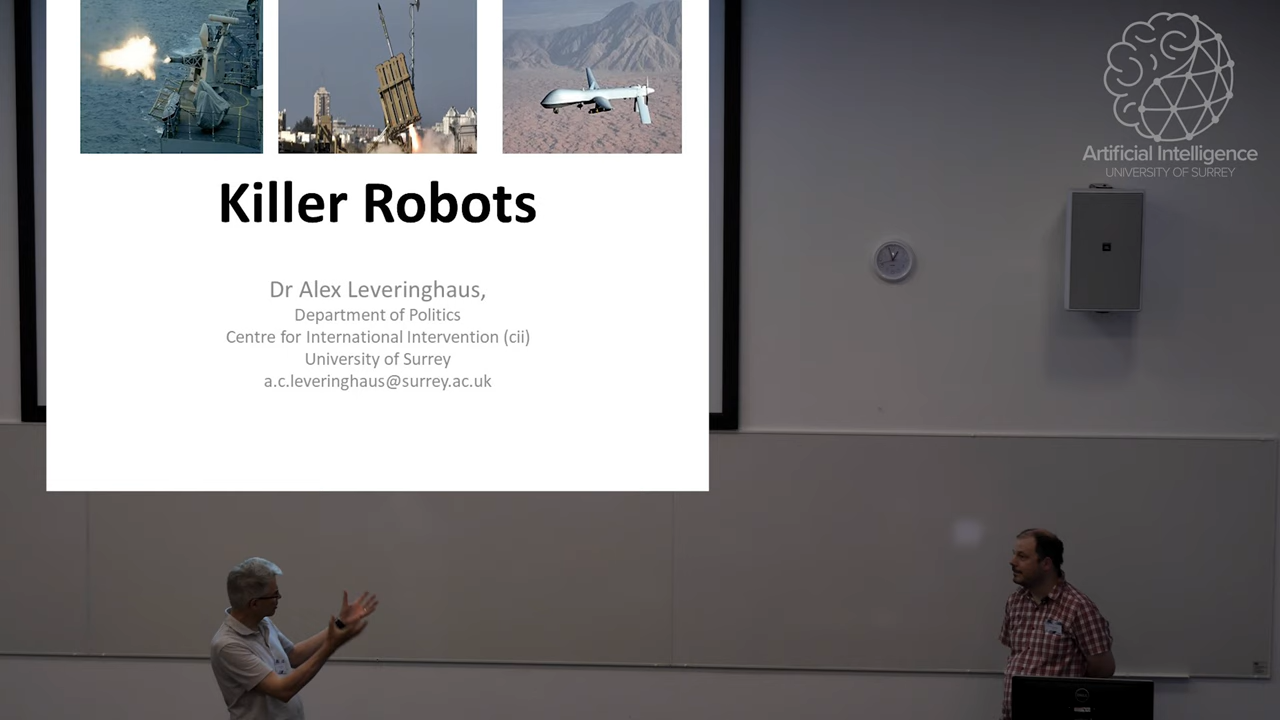 Killer Robots
Dr Alex Leveringhaus,
Department of Politics
Centre for International Intervention (cii)
University of Surrey
a.c.leveringhaus@surrey.ac.uk
Artificial Intelligence
UNIVERSITY OF SURREY
DELL